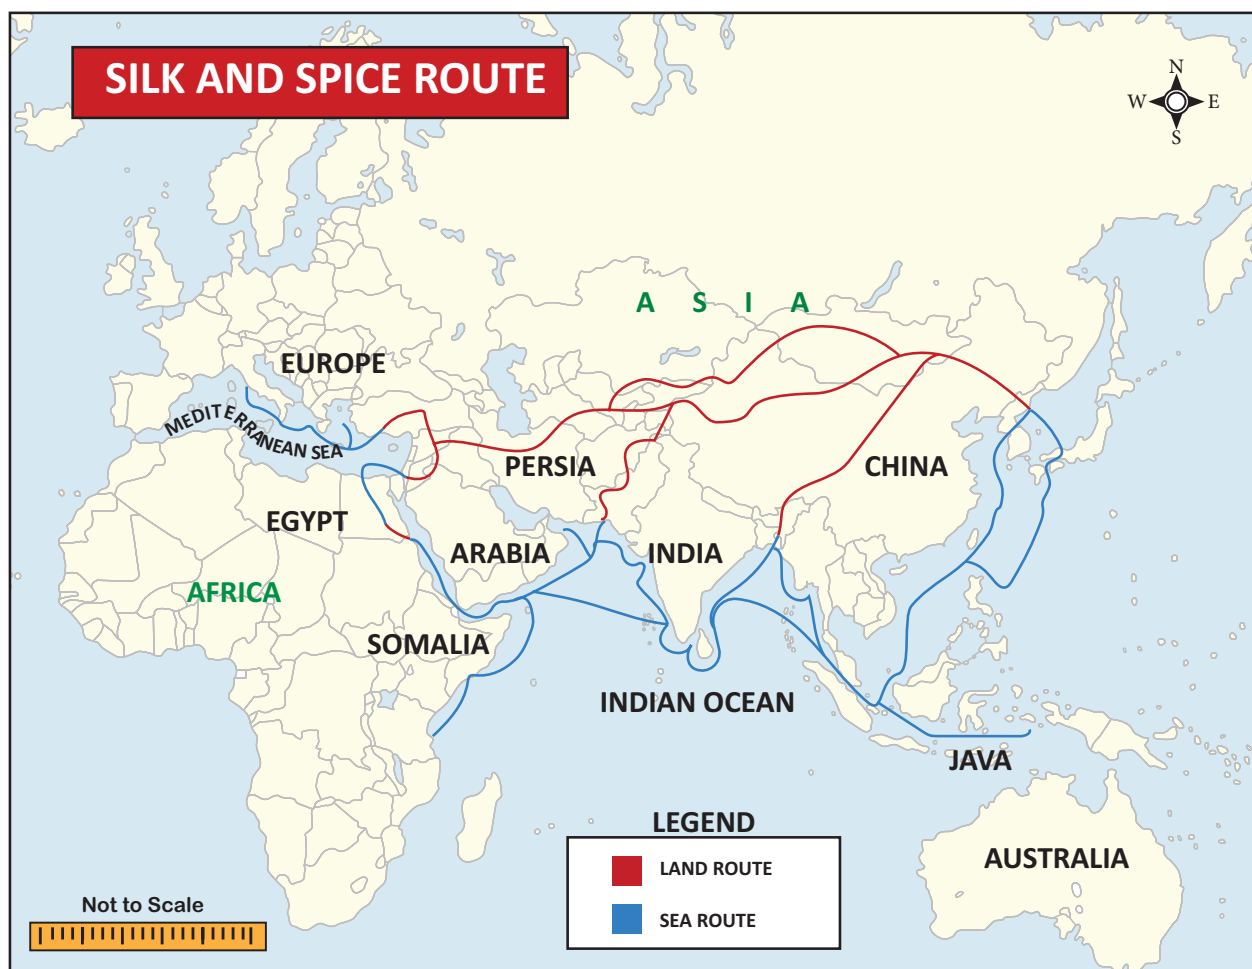 SILK AND SPICE ROUTE
N
W E
S
A S I A
EUROPE
MEDITERRANEAN SEA
PERSIA
CHINA
EGYPT
ARABIA
INDIA
AFRICA
SOMALIA
INDIAN OCEAN
JAVA
LEGEND
LAND ROUTE
SEA ROUTE
AUSTRALIA
Not to Scale